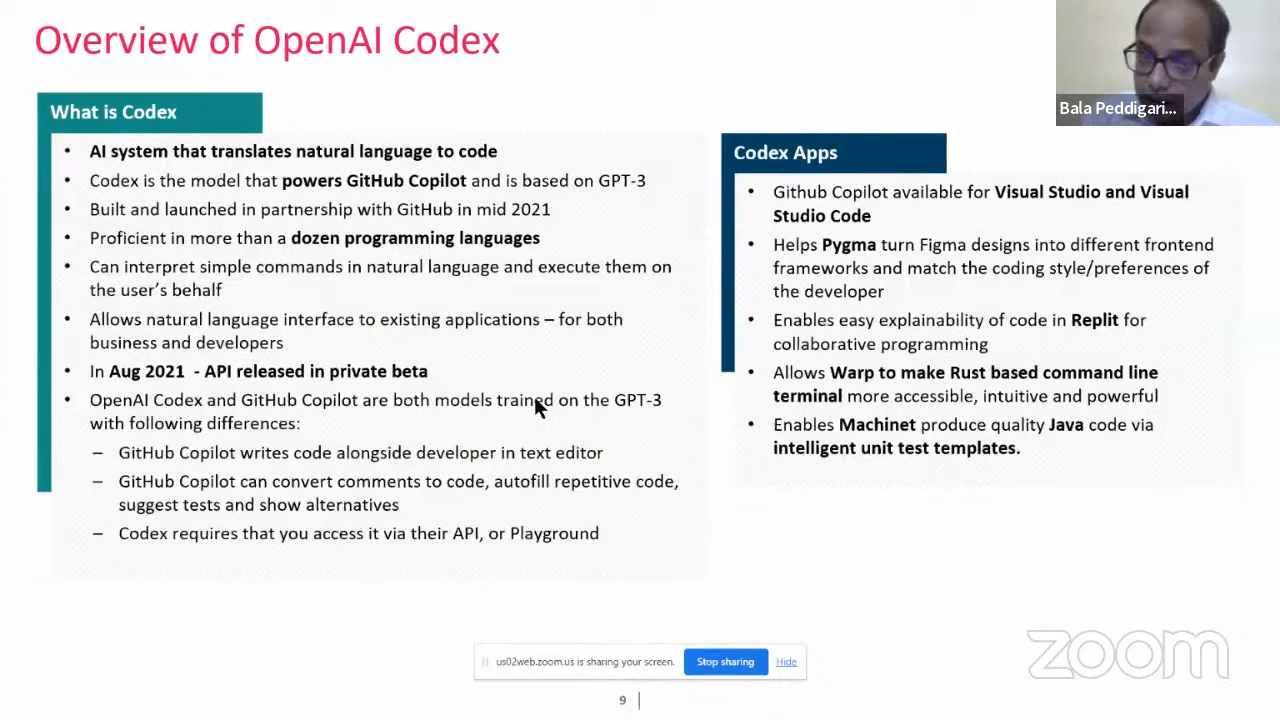 Overview of OpenAI Codex
Bala Peddigari...
What is Codex
• AI system that translates natural language to code
• Codex is the model that powers GitHub Copilot and is based on GPT-3
• Built and launched in partnership with GitHub in mid 2021
• Proficient in more than a dozen programming languages
• Can interpret simple commands in natural language and execute them on
the user's behalf
• Allows natural language interface to existing applications – for both
business and developers
• In Aug 2021 - API released in private beta
• OpenAI Codex and GitHub Copilot are both models trained on the GPT-3
with following differences:
– GitHub Copilot writes code alongside developer in text editor
– GitHub Copilot can convert comments to code, autofill repetitive code,
suggest tests and show alternatives
– Codex requires that you access it via their API, or Playground
Codex Apps
• Github Copilot available for Visual Studio and Visual
Studio Code
• Helps Pygma turn Figma designs into different frontend
frameworks and match the coding style/preferences of
the developer
• Enables easy explainability of code in Replit for
collaborative programming
• Allows Warp to make Rust based command line
terminal more accessible, intuitive and powerful
• Enables Machinet produce quality Java code via
intelligent unit test templates.
zoom
us02web.zoom.us is sharing your screen. Stop sharing Hide
9